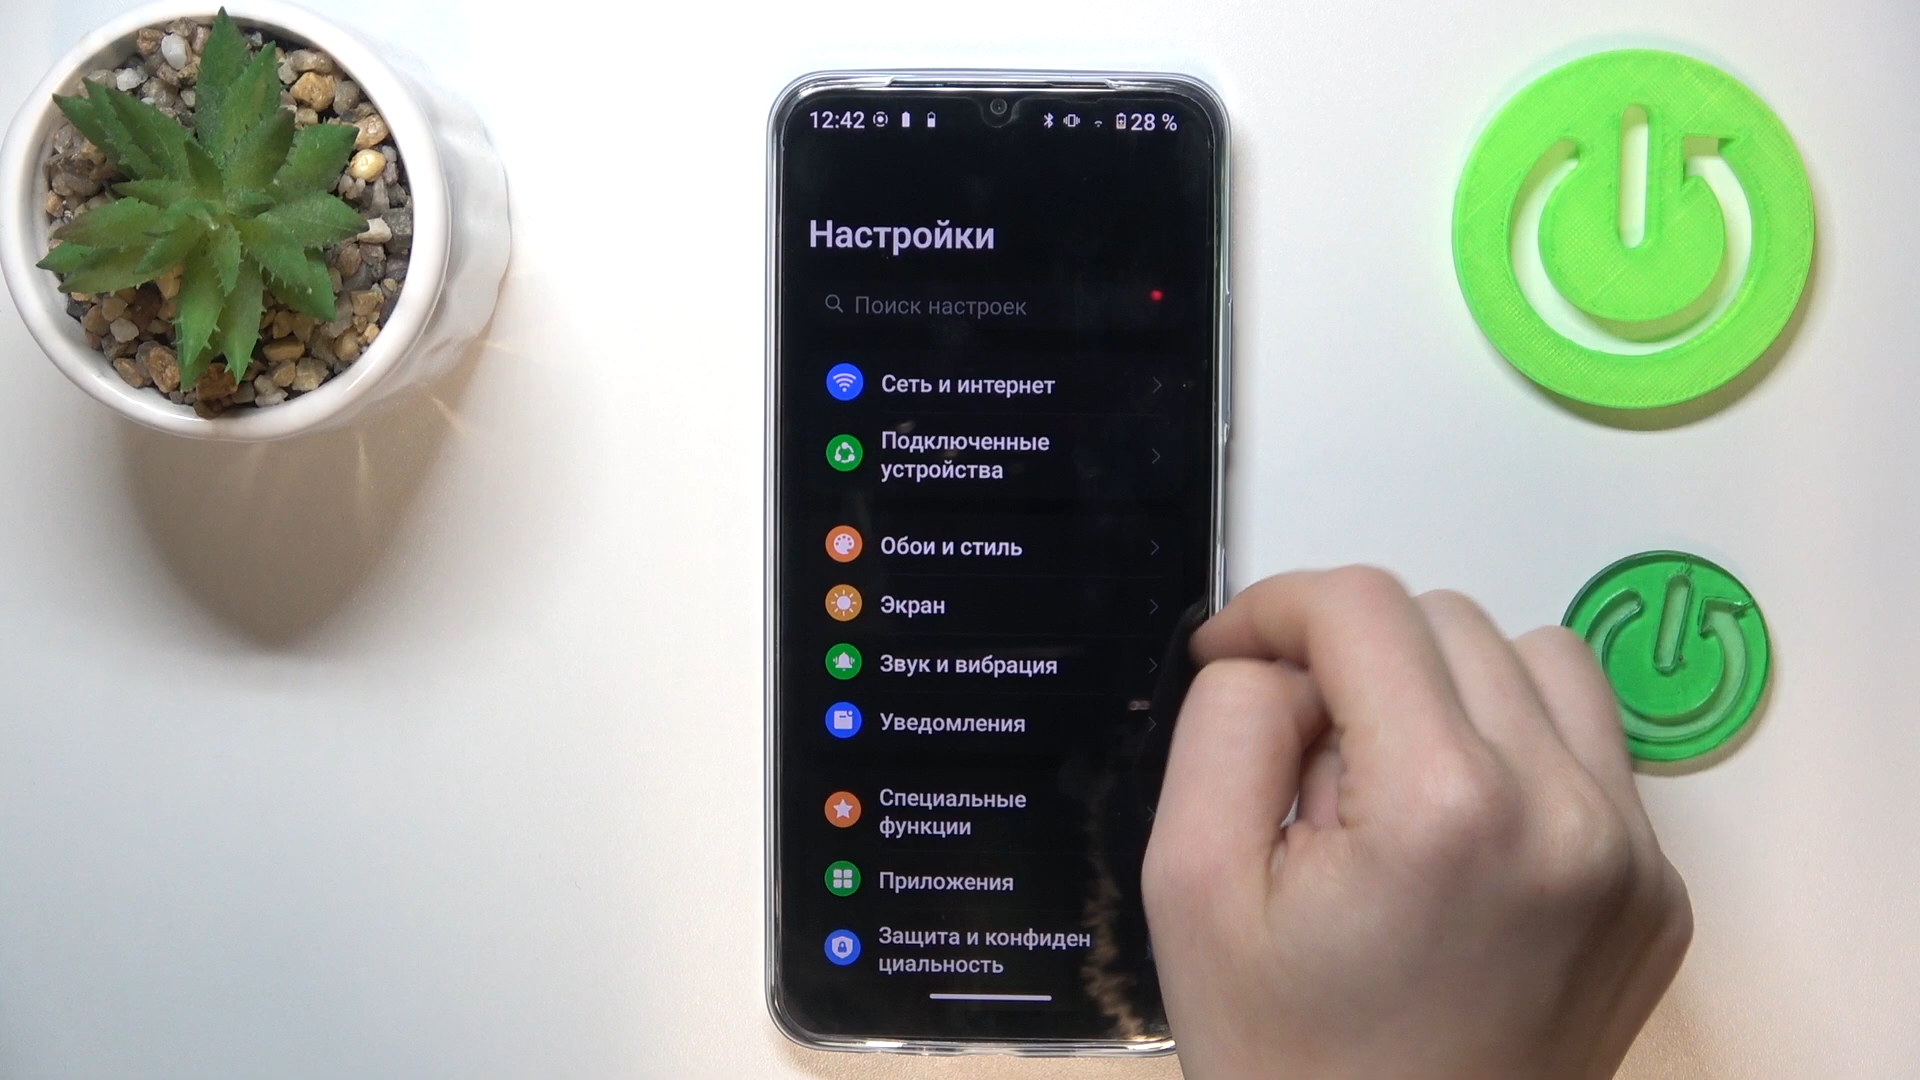 12:42 28 %
Настройки
Поиск настроек
Сеть и интернет
Подключенные
устройства
Обои и стиль
Экран
Звук и вибрация
Уведомления
Специальные
функции
Приложения
Защита и конфиден
циальность